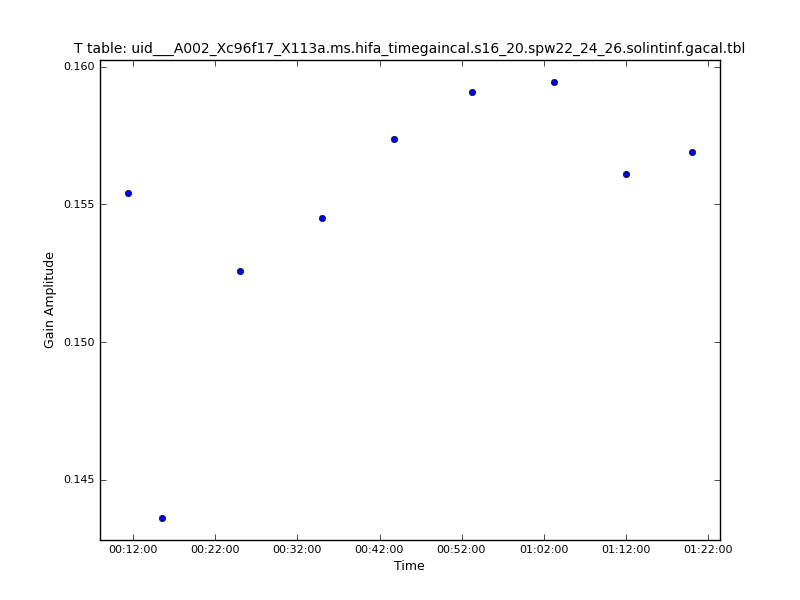 T table: uid___A002_Xc96f17_X113a.ms.hifa_timegaincal.s16_20.spw22_24_26.solintinf.gacal.tbl
0.160
0.155
0.150
0.145
Gain Amplitude
00:12:00 00:22:00 00:32:00 00:42:00 00:52:00 01:02:00 01:12:00 01:22:00
Time